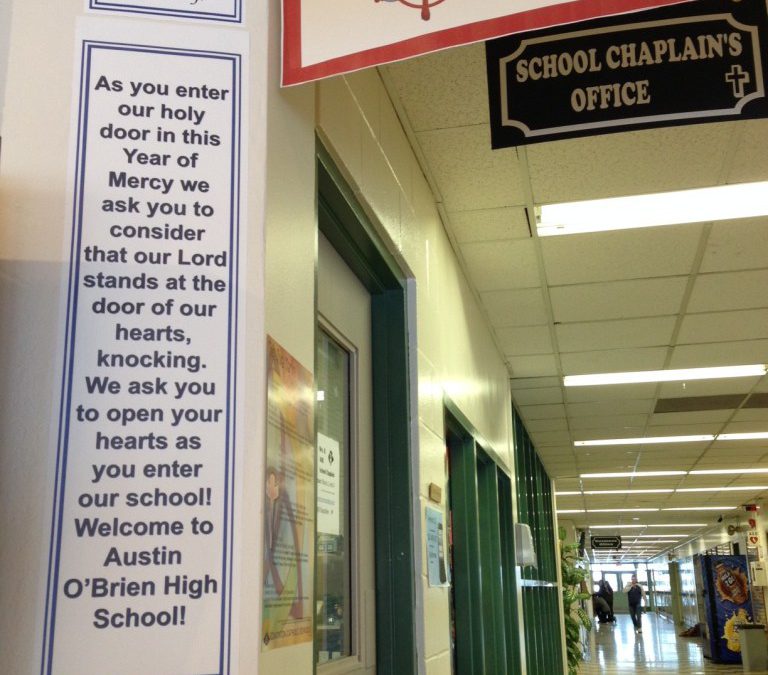 As you enter
our holy
door in this
Year of
Mercy we
ask you to
consider
that our Lord
stands at the
door of our
hearts,
knocking.
We ask you
to open your
hearts as
you enter
our school!
Welcome to
Austin
O'Brien High
School!
SCHOOL CHAPLAIN'S
OFFICE